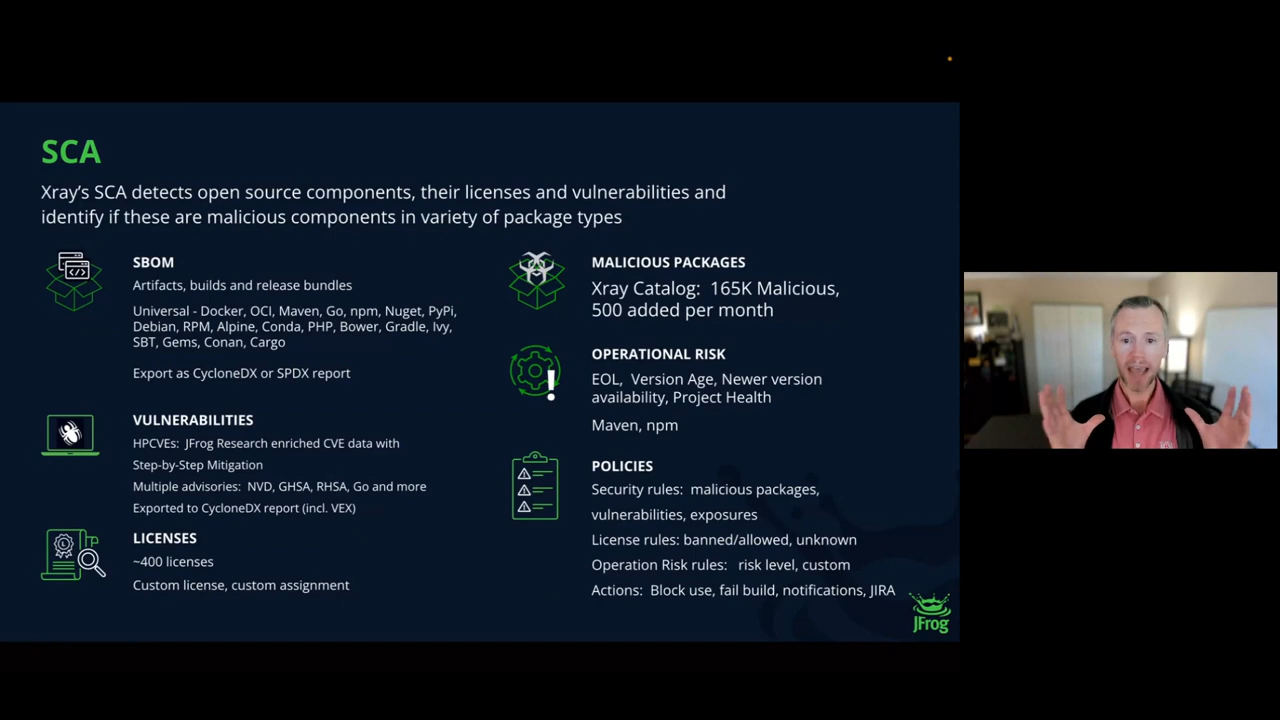 SCA
Xray's SCA detects open source components, their licenses and vulnerabilities and
identify if these are malicious components in variety of package types
SBOM
Artifacts, builds and release bundles
Universal - Docker, OCI, Maven, Go, npm, Nuget, PyPi,
Debian, RPM, Alpine, Conda, PHP, Bower, Gradle, Ivy,
SBT, Gems, Conan, Cargo
Export as CycloneDX or SPDX report
VULNERABILITIES
HPCVEs: JFrog Research enriched CVE data with
Step-by-Step Mitigation
Multiple advisories: NVD, GHSA, RHSA, Go and more
Exported to CycloneDX report (incl. VEX)
LICENSES
~400 licenses
Custom license, custom assignment
MALICIOUS PACKAGES
Xray Catalog: 165K Malicious,
500 added per month
OPERATIONAL RISK
EOL, Version Age, Newer version
availability, Project Health
Maven, npm
POLICIES
Security rules: malicious packages,
vulnerabilities, exposures
License rules: banned/allowed, unknown
Operation Risk rules: risk level, custom
Actions: Block use, fail build, notifications, JIRA
JFrog